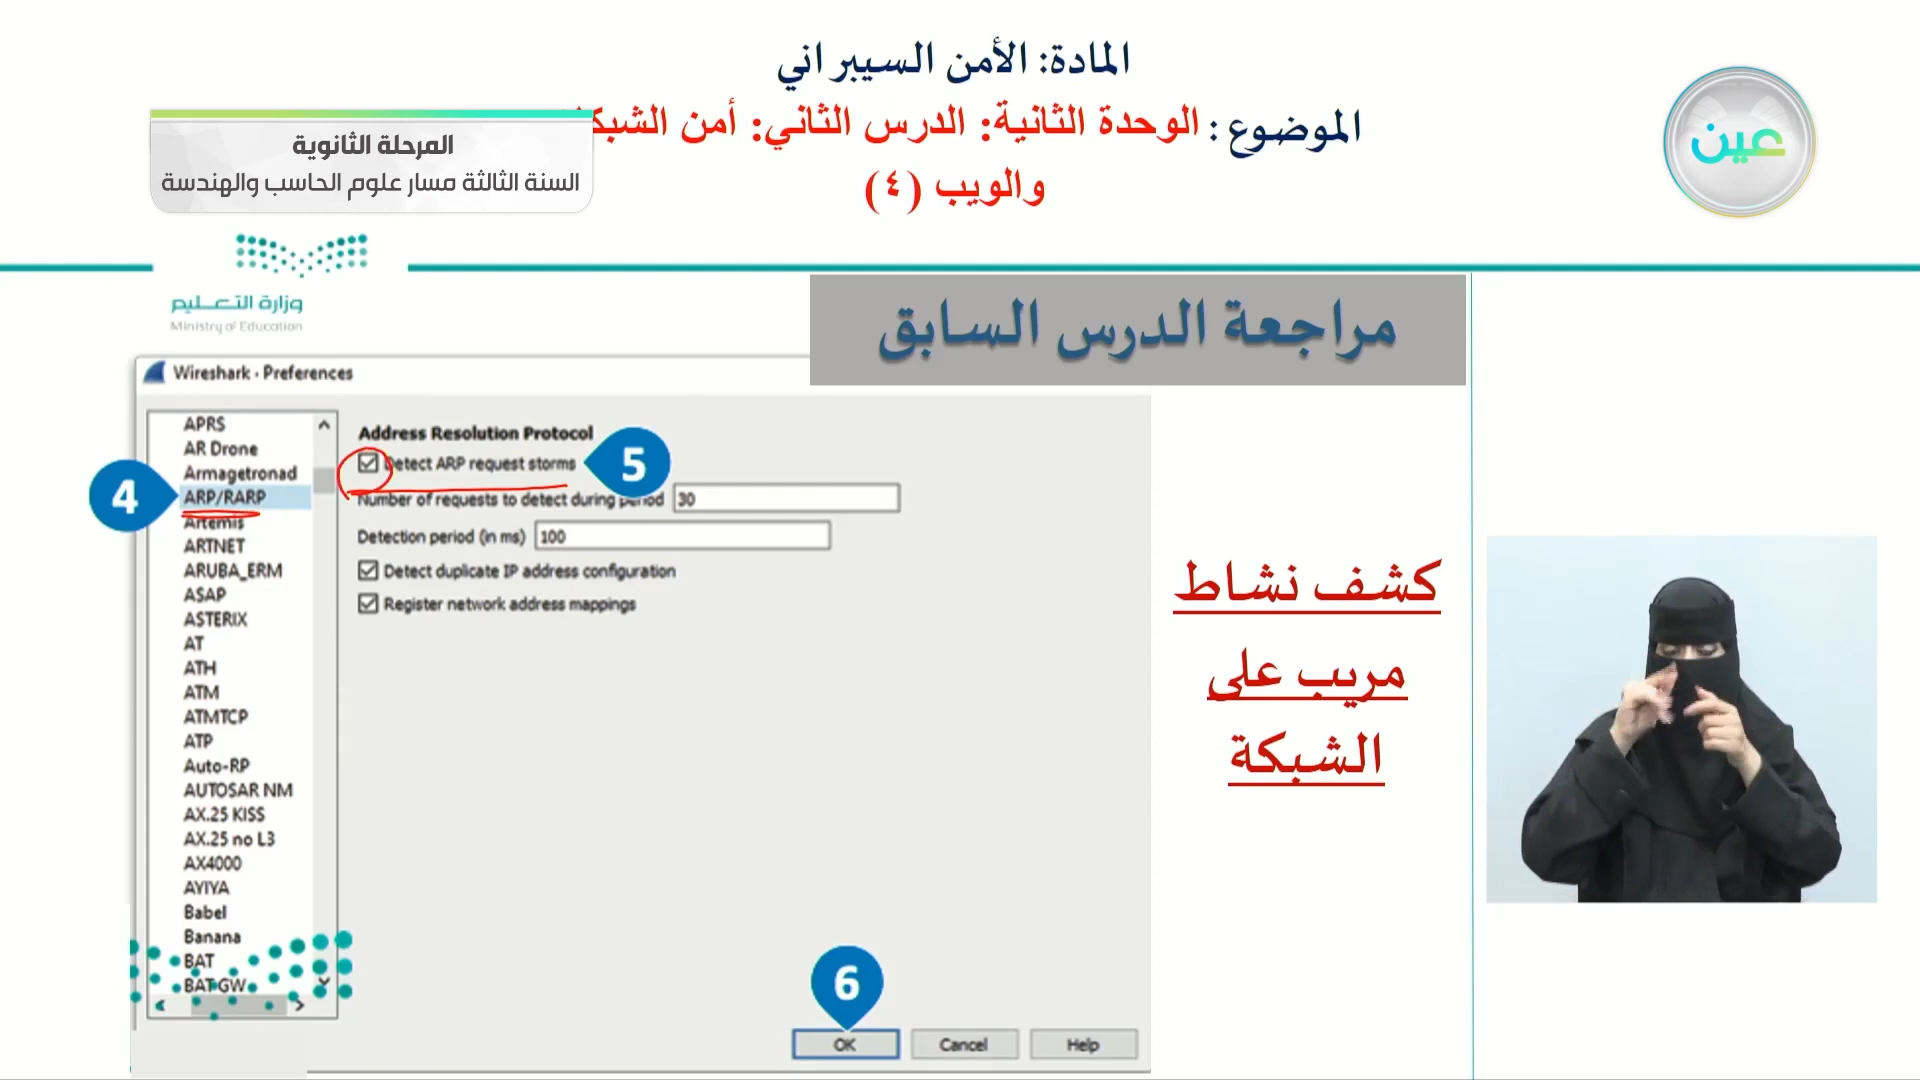 المادة: الأمن السيبراني
الموضوع : الوحدة الثانية: الدرس الثاني: أمن
والويب (٤)
المرحلة الثانوية
السنة الثالثة مسار علوم الحاسب والهندسة
عين
وزارة التعليم
Ministry of Education
مراجعة الدرس السابق
Wireshark · Preferences
APRS
AR Drone
Armagetronad
ARP/RARP
Artemis
ARTNET
ARUBA_ERM
ASAP
ASTERIX
AT
ATH
ATM
ATMTCP
ATP
Auto-RP
AUTOSAR NM
AX.25 KISS
AX.25 no L3
AX4000
AYIYA
Babel
Banana
BAT
BAT GW
4
Address Resolution Protocol
Detect ARP request storms
5
Number of requests to detect during period 30
Detection period (in ms) 100
Detect duplicate IP address configuration
Register network address mappings
6
OK Cancel Help
كشف نشاط
مريب على
الشبكة